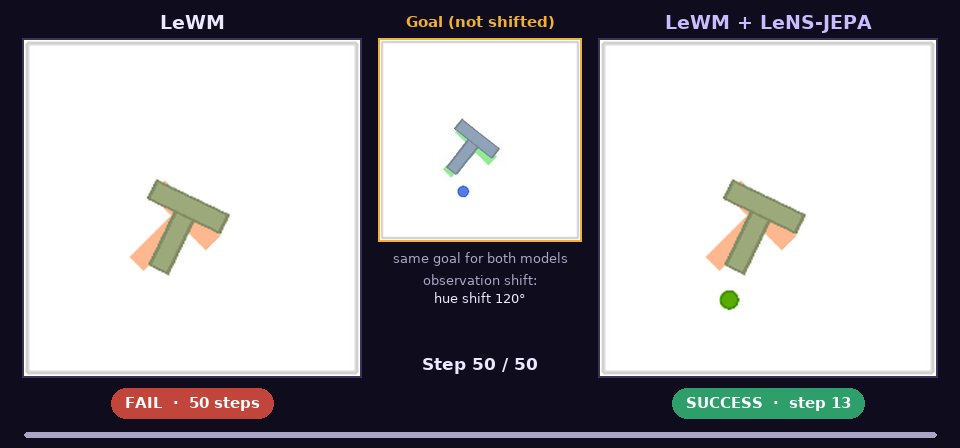 LeWM
Goal (not shifted)
LeWM + LeNS-JEPA
same goal for both models
observation shift:
hue shift 120°
Step 50 / 50
FAIL · 50 steps
SUCCESS · step 13